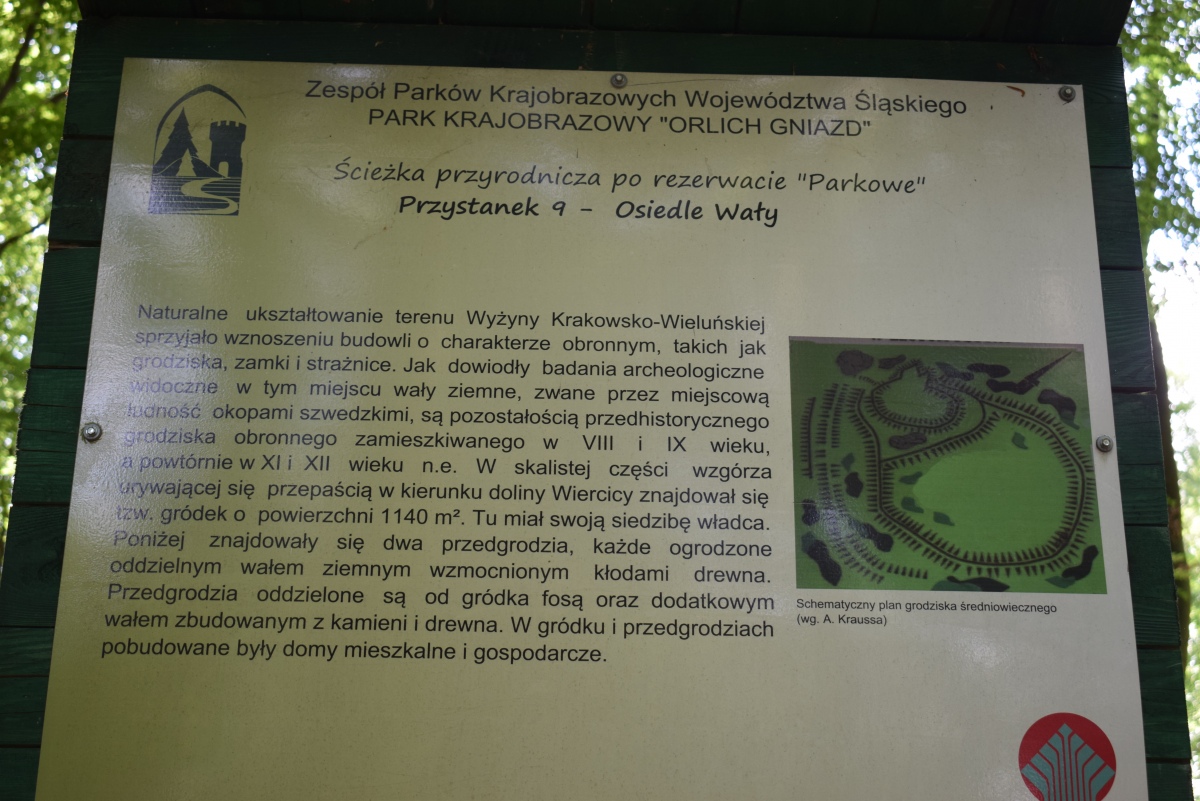 Zespół Parków Krajobrazowych Województwa Śląskiego
PARK KRAJOBRAZOWY "ORLICH GNIAZD"
Ścieżka przyrodnicza po rezerwacie "Parkowe"
Przystanek 9 - Osiedle Wały
Naturalne ukształtowanie terenu Wyżyny Krakowsko-Wieluńskiej
sprzyjało wznoszeniu budowli o charakterze obronnym, takich jak
grodziska, zamki i strażnice. Jak dowiodły badania archeologiczne
widoczne w tym miejscu wały ziemne, zwane przez miejscową
ludność okopami szwedzkimi, są pozostałością przedhistorycznego
grodziska obronnego zamieszkiwanego w VIII i IX wieku,
a powtórnie w XI i XII wieku n.e. W skalistej części wzgórza
urywającej się przepaścią w kierunku doliny Wiercicy znajdował się
tzw. gródek o powierzchni 1140 m². Tu miał swoją siedzibę władca.
Poniżej znajdowały się dwa przedgrodzia, każde ogrodzone
oddzielnym wałem ziemnym wzmocnionym kłodami drewna.
Przedgrodzia oddzielone są od gródka fosą oraz dodatkowym
wałem zbudowanym z kamieni i drewna. W gródku i przedgrodziach
pobudowane były domy mieszkalne i gospodarcze.
Schematyczny plan grodziska średniowiecznego
(wg. A. Kraussa)